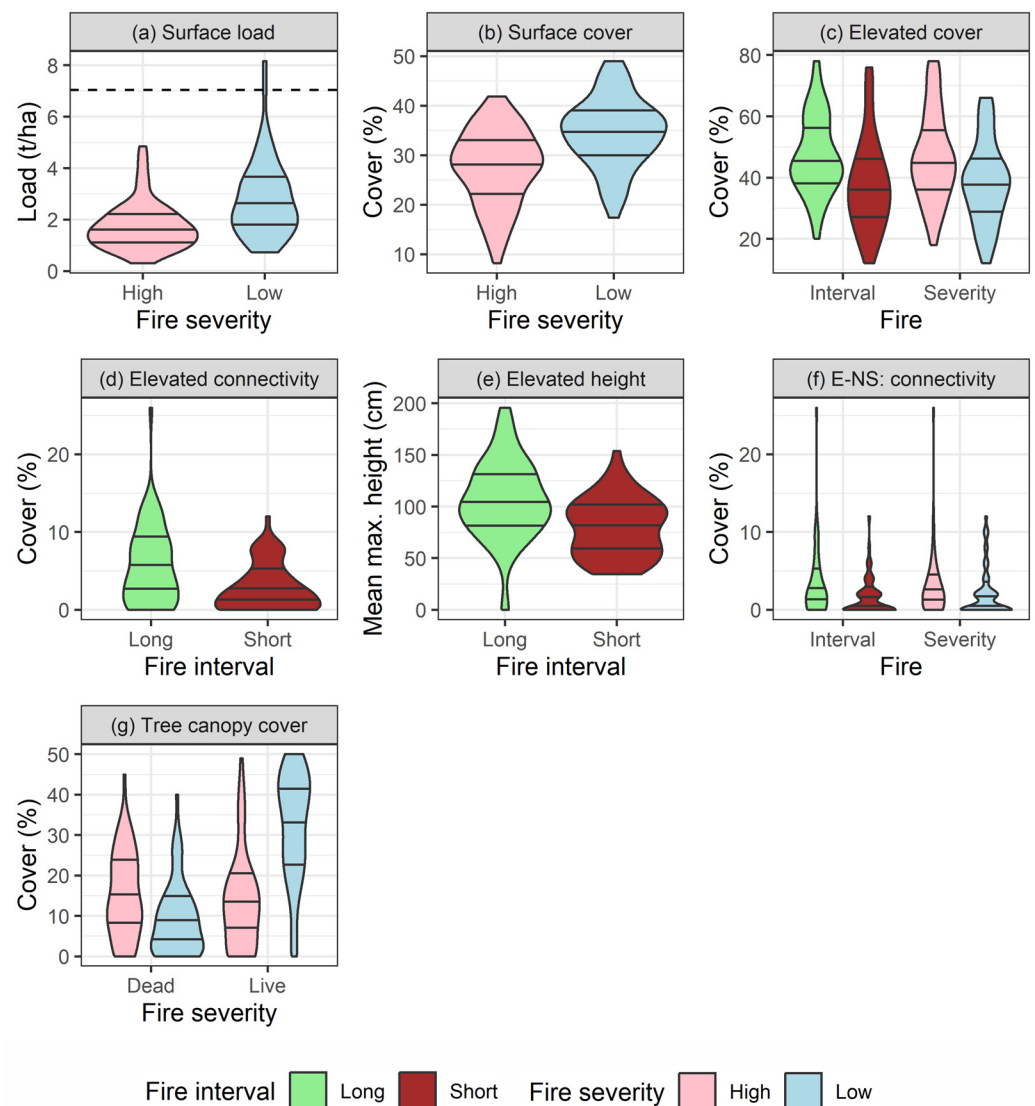 (a) Surface load
Load (t/ha)
8
6
4
2
0
High Low
Fire severity
(b) Surface cover
Cover (%)
50
40
30
20
10
High Low
Fire severity
(c) Elevated cover
Cover (%)
80
60
40
20
Interval Severity
Fire
(d) Elevated connectivity
Cover (%)
20
10
0
Long Short
Fire interval
(e) Elevated height
Mean max. height (cm)
200
150
100
50
0
Long Short
Fire interval
(f) E-NS: connectivity
Cover (%)
20
10
0
Interval Severity
Fire
(g) Tree canopy cover
Cover (%)
50
40
30
20
10
0
Dead Live
Fire severity
Fire interval Long Short Fire severity High Low